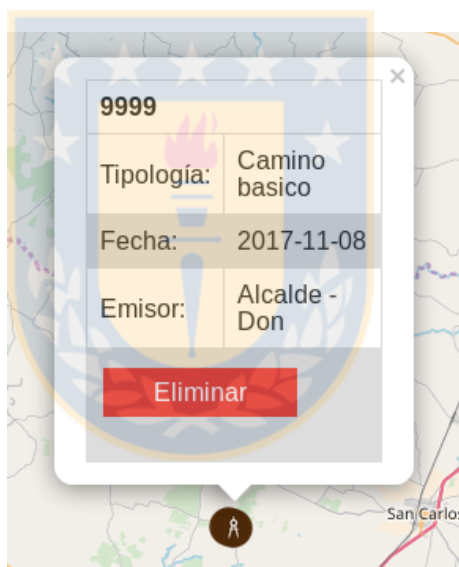 ×
9999
Tipología: Camino
basico
Fecha: 2017-11-08
Emisor: Alcalde -
Don
Eliminar
San Carlos